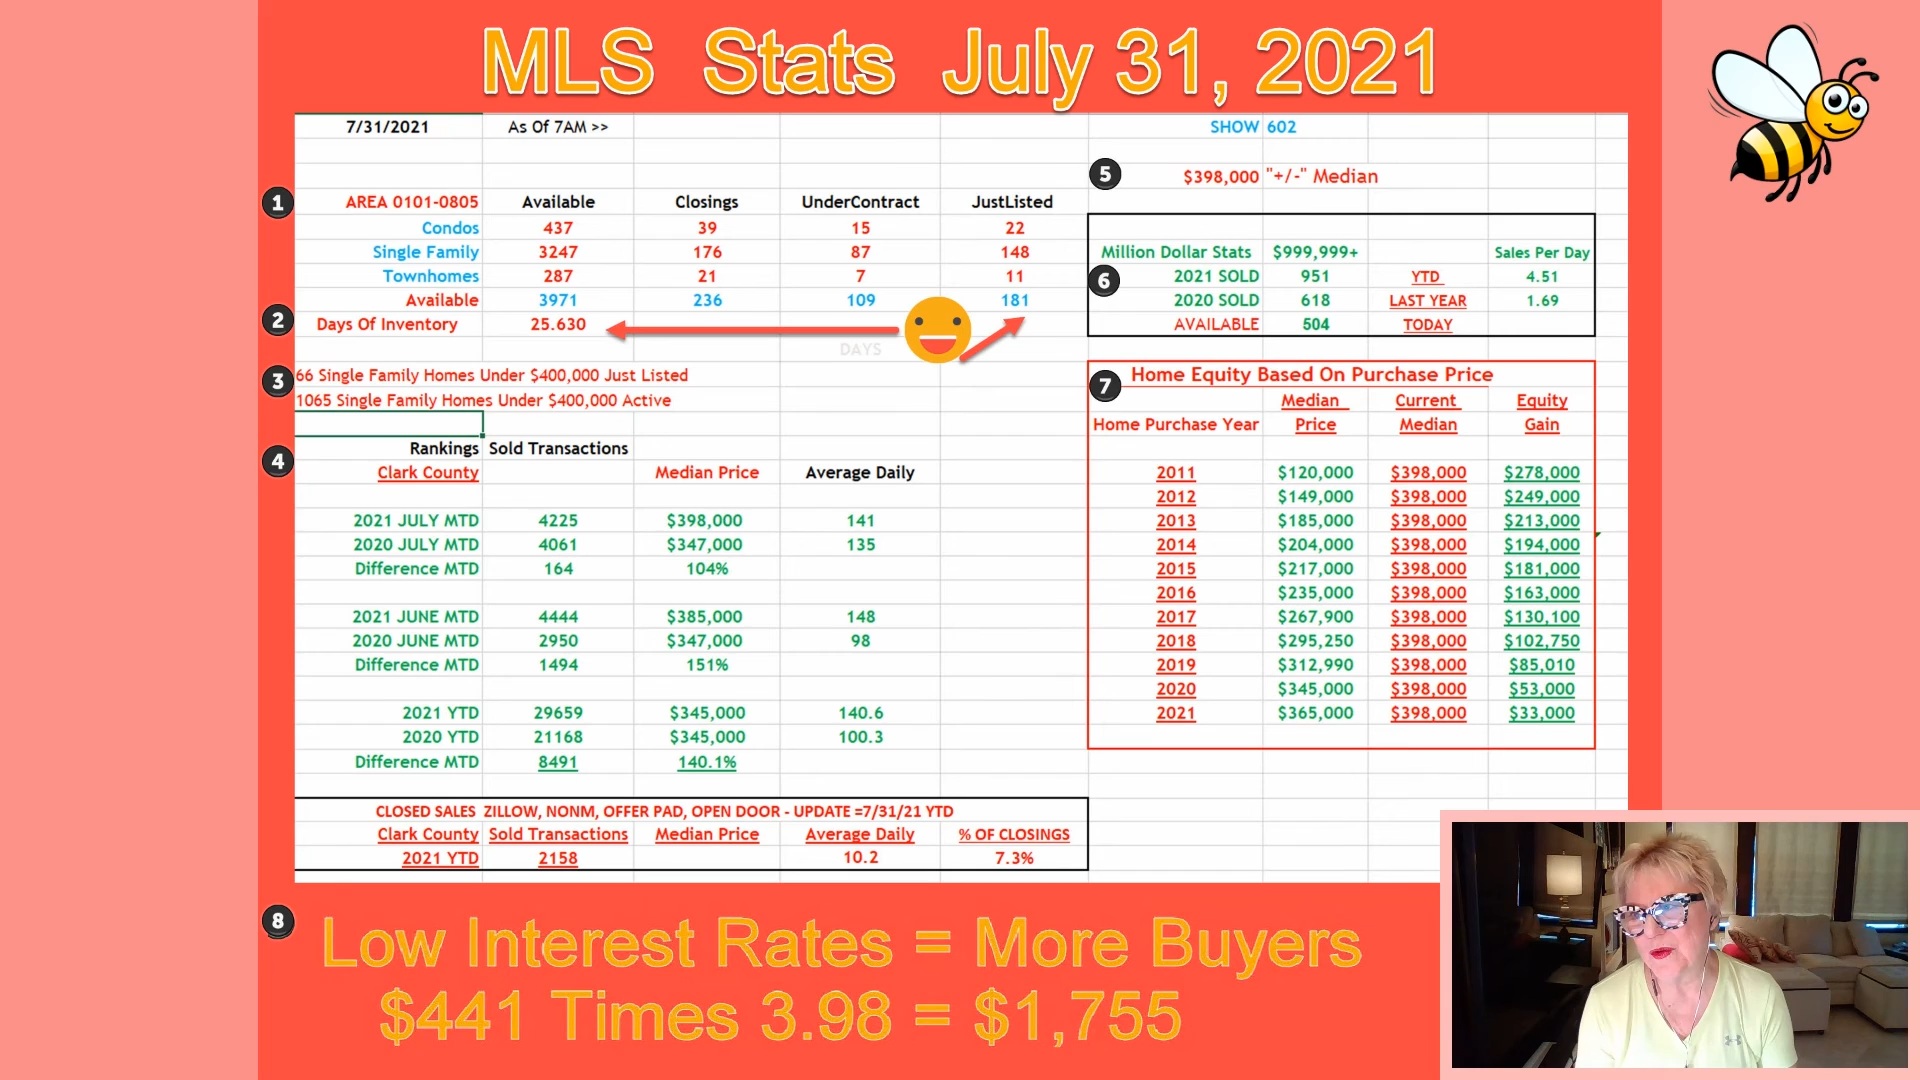 MLS Stats July 31, 2021
7/31/2021 As Of 7AM >> SHOW 602
5 $398,000 "+/-" Median
1 AREA 0101-0805 Available Closings UnderContract JustListed
Condos 437 39 15 22
Single Family 3247 176 87 148
Townhomes 287 21 7 11
Available 3971 236 109 181
2 Days Of Inventory 25.630
DAYS
3 66 Single Family Homes Under $400,000 Just Listed
1065 Single Family Homes Under $400,000 Active
4 Rankings Sold Transactions
Clark County Median Price Average Daily
2021 JULY MTD 4225 $398,000 141
2020 JULY MTD 4061 $347,000 135
Difference MTD 164 104%
2021 JUNE MTD 4444 $385,000 148
2020 JUNE MTD 2950 $347,000 98
Difference MTD 1494 151%
2021 YTD 29659 $345,000 140.6
2020 YTD 21168 $345,000 100.3
Difference MTD 8491 140.1%
CLOSED SALES ZILLOW, NONM, OFFER PAD, OPEN DOOR - UPDATE =7/31/21 YTD
Clark County Sold Transactions Median Price Average Daily % OF CLOSINGS
2021 YTD 2158 10.2 7.3%
Million Dollar Stats $999,999+ Sales Per Day
6 2021 SOLD 951 YTD 4.51
2020 SOLD 618 LAST YEAR 1.69
AVAILABLE 504 TODAY
7 Home Equity Based On Purchase Price
Median Current Equity
Home Purchase Year Price Median Gain
2011 $120,000 $398,000 $278,000
2012 $149,000 $398,000 $249,000
2013 $185,000 $398,000 $213,000
2014 $204,000 $398,000 $194,000
2015 $217,000 $398,000 $181,000
2016 $235,000 $398,000 $163,000
2017 $267,900 $398,000 $130,100
2018 $295,250 $398,000 $102,750
2019 $312,990 $398,000 $85,010
2020 $345,000 $398,000 $53,000
2021 $365,000 $398,000 $33,000
8 Low Interest Rates = More Buyers
$441 Times 3.98 = $1,755